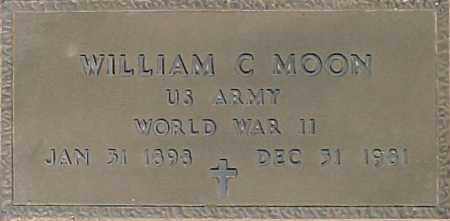 WILLIAM C MOON
US ARMY
WORLD WAR II
JAN 31 1898 DEC 31 1981